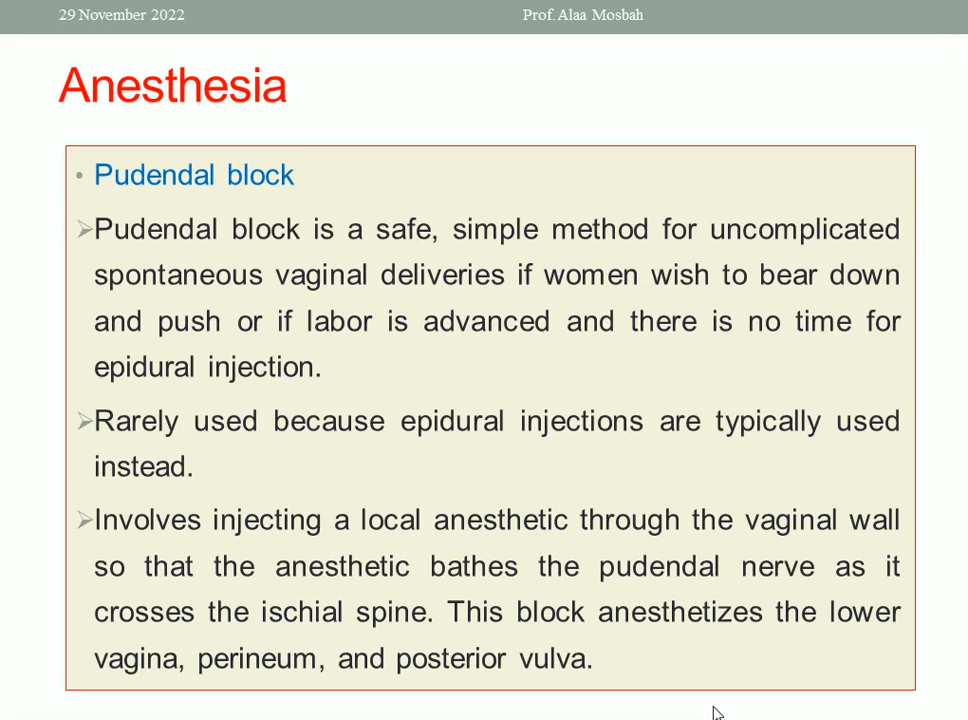 29 November 2022
Prof. Alaa Mosbah
Anesthesia
• Pudendal block
➢Pudendal block is a safe, simple method for uncomplicated
spontaneous vaginal deliveries if women wish to bear down
and push or if labor is advanced and there is no time for
epidural injection.
➢Rarely used because epidural injections are typically used
instead.
➢Involves injecting a local anesthetic through the vaginal wall
so that the anesthetic bathes the pudendal nerve as it
crosses the ischial spine. This block anesthetizes the lower
vagina, perineum, and posterior vulva.